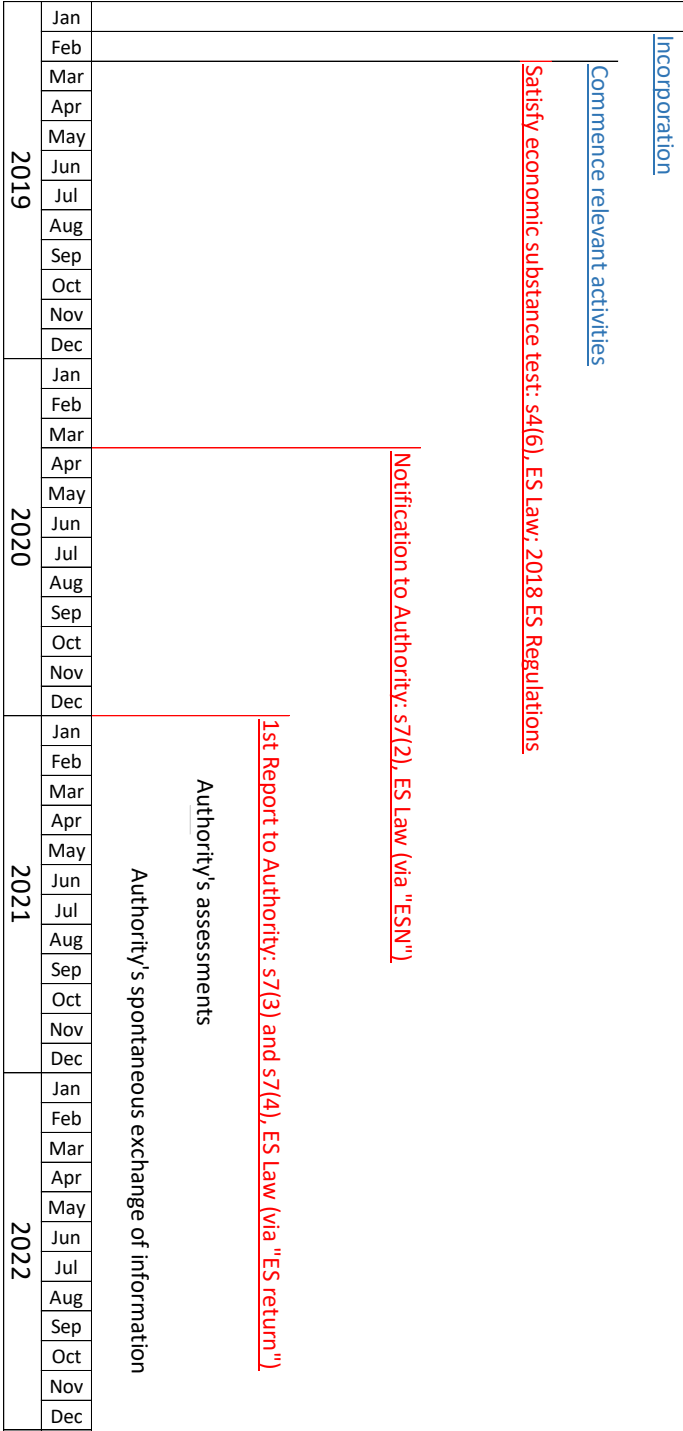 Incorporation
Commence relevant activities
Satisfy economic substance test: s4(6), ES Law; 2018 ES Regulations
Notification to Authority: s7(2), ES Law (via "ESN")
1st Report to Authority: s7(3) and s7(4), ES Law (via "ES return")
Authority's assessments
Authority's spontaneous exchange of information
Jan Feb Mar Apr May Jun Jul Aug Sep Oct Nov Dec Jan Feb Mar Apr May Jun Jul Aug Sep Oct Nov Dec Jan Feb Mar Apr May Jun Jul Aug Sep Oct Nov Dec Jan Feb Mar Apr May Jun Jul Aug Sep Oct Nov Dec
2019 2020 2021 2022